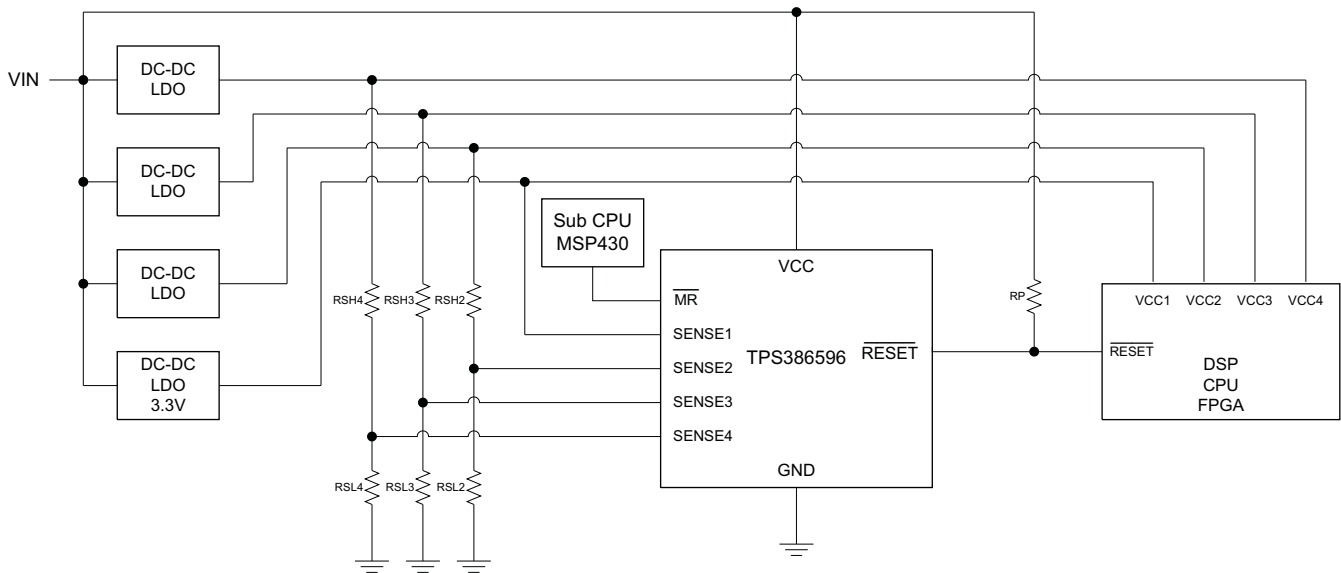 VIN
DC-DC
LDO
DC-DC
LDO
DC-DC
LDO
DC-DC
LDO
3.3V
RSH4
RSH3
RSH2
RSL4
RSL3
RSL2
Sub CPU
MSP430
VCC
MR
SENSE1
SENSE2
SENSE3
SENSE4
TPS386596
RESET
GND
RP
VCC1 VCC2 VCC3 VCC4
RESET
DSP
CPU
FPGA